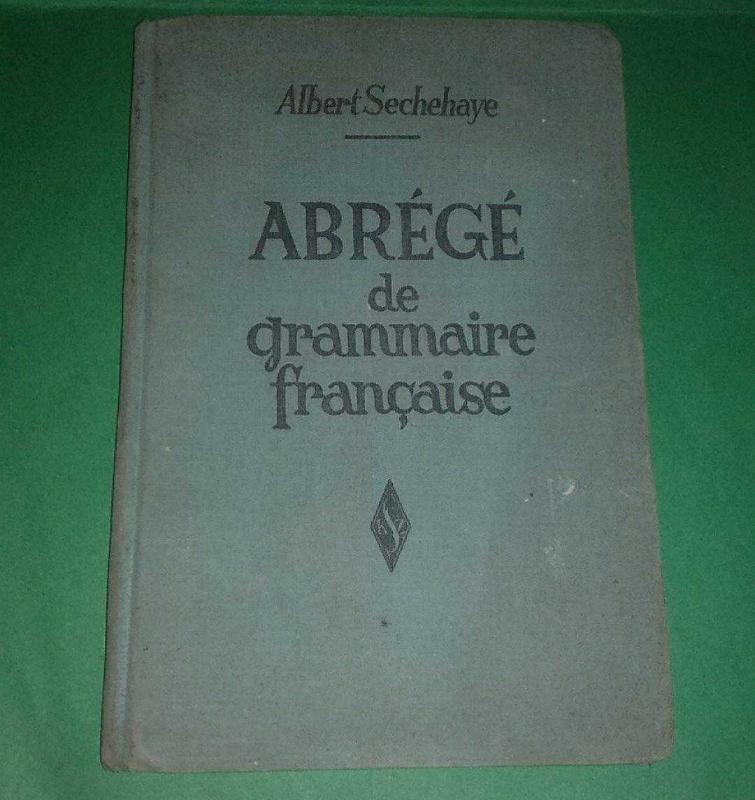 Albert Sechehaye
ABRÉGÉ
de
grammaire
française
K S Z